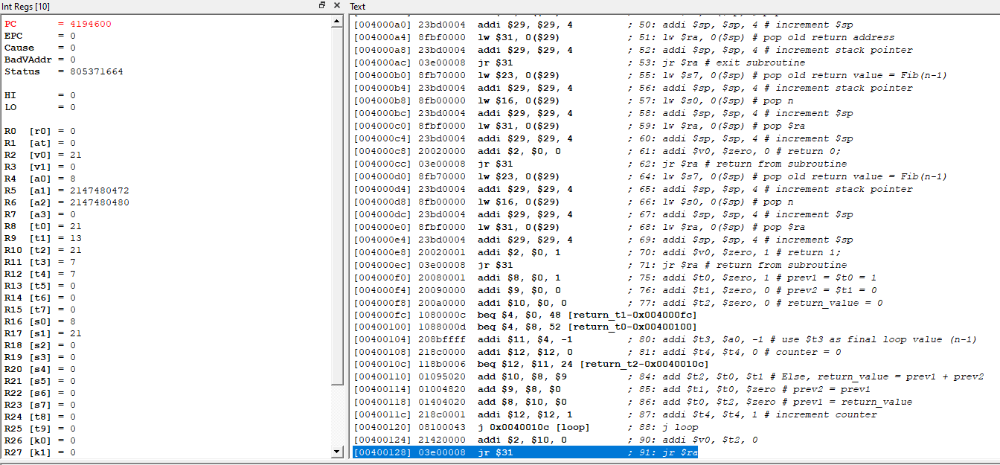 Int Regs [10]
PC = 4194600
EPC = 0
Cause = 0
BadVAddr = 0
Status = 805371664
HI = 0
LO = 0
R0 [r0] = 0
R1 [at] = 0
R2 [v0] = 21
R3 [v1] = 0
R4 [a0] = 8
R5 [a1] = 2147480472
R6 [a2] = 2147480480
R7 [a3] = 0
R8 [t0] = 21
R9 [t1] = 13
R10 [t2] = 21
R11 [t3] = 7
R12 [t4] = 7
R13 [t5] = 0
R14 [t6] = 0
R15 [t7] = 0
R16 [s0] = 8
R17 [s1] = 21
R18 [s2] = 0
R19 [s3] = 0
R20 [s4] = 0
R21 [s5] = 0
R22 [s6] = 0
R23 [s7] = 0
R24 [t8] = 0
R25 [t9] = 0
R26 [k0] = 0
R27 [k1] = 0
Text
[004000a0] 23bd0004 addi $29, $29, 4 ; 50: addi $sp, $sp, 4 # increment $sp
[004000a4] 8fbf0000 lw $31, 0($29) ; 51: lw $ra, 0($sp) # pop old return address
[004000a8] 23bd0004 addi $29, $29, 4 ; 52: addi $sp, $sp, 4 # increment stack pointer
[004000ac] 03e00008 jr $31 ; 53: jr $ra # exit subroutine
[004000b0] 8fb70000 lw $23, 0($29) ; 55: lw $s7, 0($sp) # pop old return value = Fib(n-1)
[004000b4] 23bd0004 addi $29, $29, 4 ; 56: addi $sp, $sp, 4 # increment stack pointer
[004000b8] 8fb00000 lw $16, 0($29) ; 57: lw $s0, 0($sp) # pop n
[004000bc] 23bd0004 addi $29, $29, 4 ; 58: addi $sp, $sp, 4 # increment $sp
[004000c0] 8fbf0000 lw $31, 0($29) ; 59: lw $ra, 0($sp) # pop $ra
[004000c4] 23bd0004 addi $29, $29, 4 ; 60: addi $sp, $sp, 4 # increment $sp
[004000c8] 20020000 addi $2, $0, 0 ; 61: addi $v0, $zero, 0 # return 0;
[004000cc] 03e00008 jr $31 ; 62: jr $ra # return from subroutine
[004000d0] 8fb70000 lw $23, 0($29) ; 64: lw $s7, 0($sp) # pop old return value = Fib(n-1)
[004000d4] 23bd0004 addi $29, $29, 4 ; 65: addi $sp, $sp, 4 # increment stack pointer
[004000d8] 8fb00000 lw $16, 0($29) ; 66: lw $s0, 0($sp) # pop n
[004000dc] 23bd0004 addi $29, $29, 4 ; 67: addi $sp, $sp, 4 # increment $sp
[004000e0] 8fbf0000 lw $31, 0($29) ; 68: lw $ra, 0($sp) # pop $ra
[004000e4] 23bd0004 addi $29, $29, 4 ; 69: addi $sp, $sp, 4 # increment $sp
[004000e8] 20020001 addi $2, $0, 1 ; 70: addi $v0, $zero, 1 # return 1;
[004000ec] 03e00008 jr $31 ; 71: jr $ra # return from subroutine
[004000f0] 20080001 addi $8, $0, 1 ; 75: addi $t0, $zero, 1 # prev1 = $t0 = 1
[004000f4] 20090000 addi $9, $0, 0 ; 76: addi $t1, $zero, 0 # prev2 = $t1 = 0
[004000f8] 200a0000 addi $10, $0, 0 ; 77: addi $t2, $zero, 0 # return_value = 0
[004000fc] 1080000c beq $4, $0, 48 [return_t1-0x004000fc]
[00400100] 1088000d beq $4, $8, 52 [return_t0-0x00400100]
[00400104] 208bffff addi $11, $4, -1 ; 80: addi $t3, $a0, -1 # use $t3 as final loop value (n-1)
[00400108] 218c0000 addi $12, $12, 0 ; 81: addi $t4, $t4, 0 # counter = 0
[0040010c] 118b0006 beq $12, $11, 24 [return_t2-0x0040010c]
[00400110] 01095020 add $10, $8, $9 ; 84: add $t2, $t0, $t1 # Else, return_value = prev1 + prev2
[00400114] 01004820 add $9, $8, $0 ; 85: add $t1, $t0, $zero # prev2 = prev1
[00400118] 01404020 add $8, $10, $0 ; 86: add $t0, $t2, $zero # prev1 = return_value
[0040011c] 218c0001 addi $12, $12, 1 ; 87: addi $t4, $t4, 1 # increment counter
[00400120] 08100043 j 0x0040010c [loop] ; 88: j loop
[00400124] 21420000 addi $2, $10, 0 ; 90: addi $v0, $t2, 0
[00400128] 03e00008 jr $31 ; 91: jr $ra